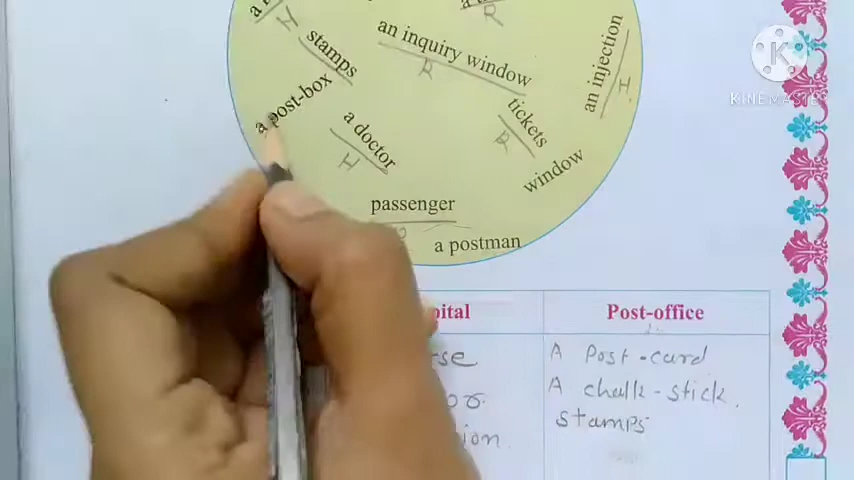 stamps
H
an inquiry window
R
R
an injection
H
KINEMASTER
a post-box
a doctor
H
tickets
R
window
passenger
a postman
Post-office
A Post-card
A chalk-stick.
stamps